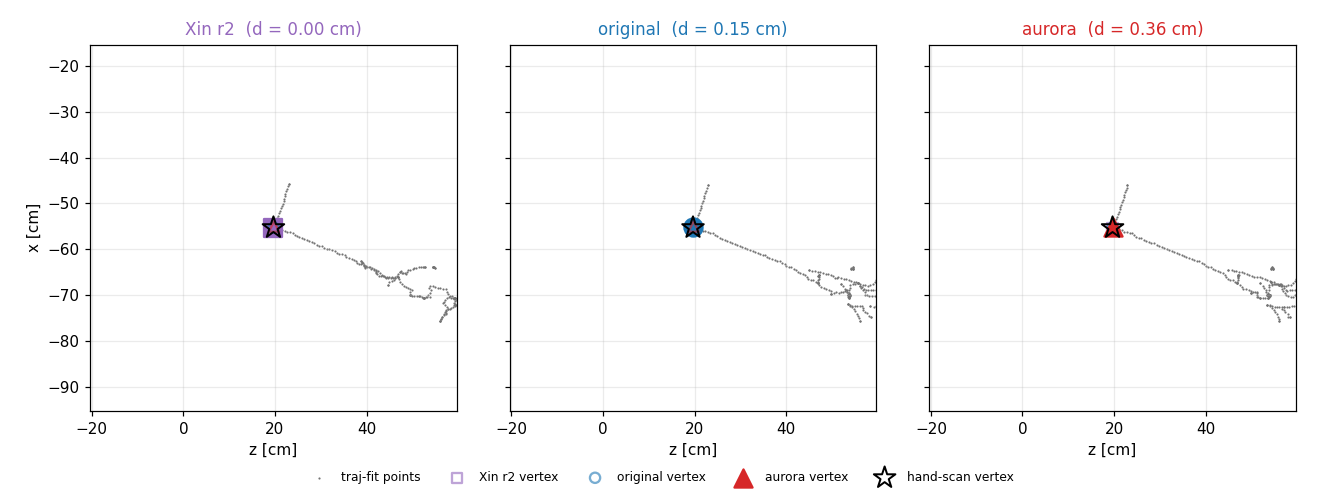 Xin r2  (d = 0.00 cm)
original  (d = 0.15 cm)
aurora  (d = 0.36 cm)
x [cm]
−20
−30
−40
−50
−60
−70
−80
−90
−20 0 20 40
−20 0 20 40
−20 0 20 40
z [cm]
z [cm]
z [cm]
traj-fit points
Xin r2 vertex
original vertex
aurora vertex
hand-scan vertex